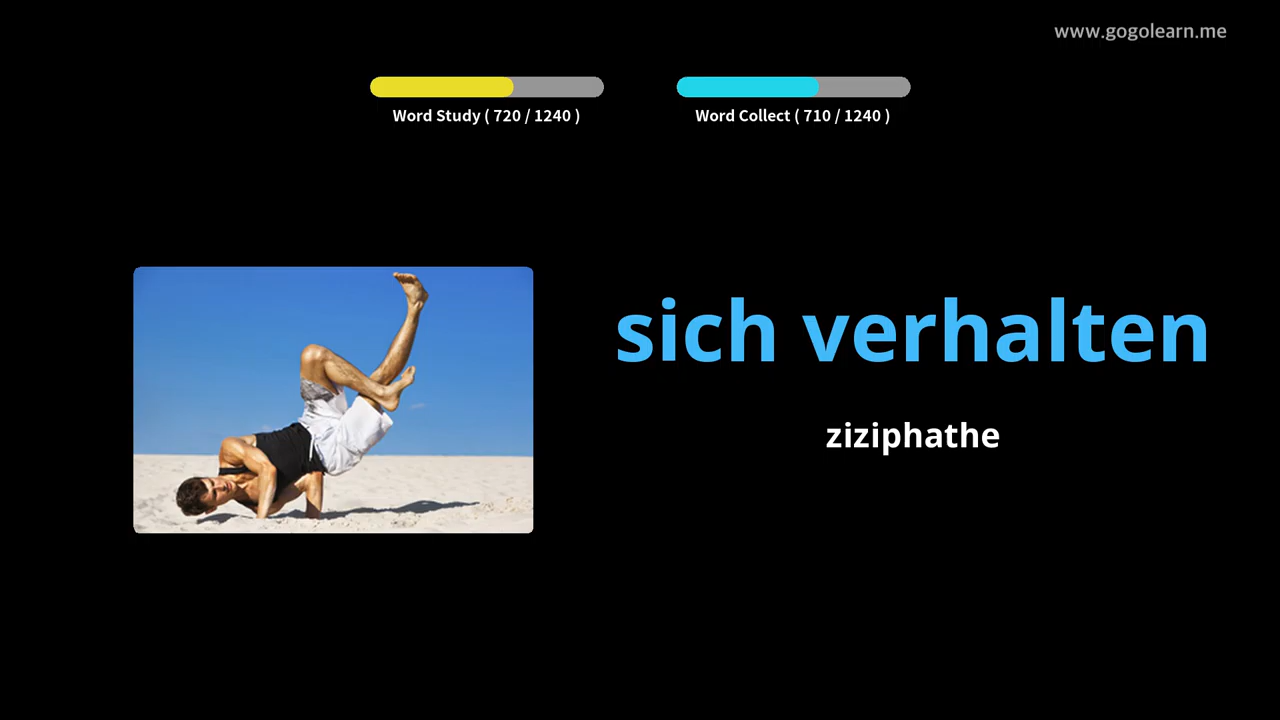 www.gogolearn.me
Word Study ( 720 / 1240 )
Word Collect ( 710 / 1240 )
sich verhalten
ziziphathe